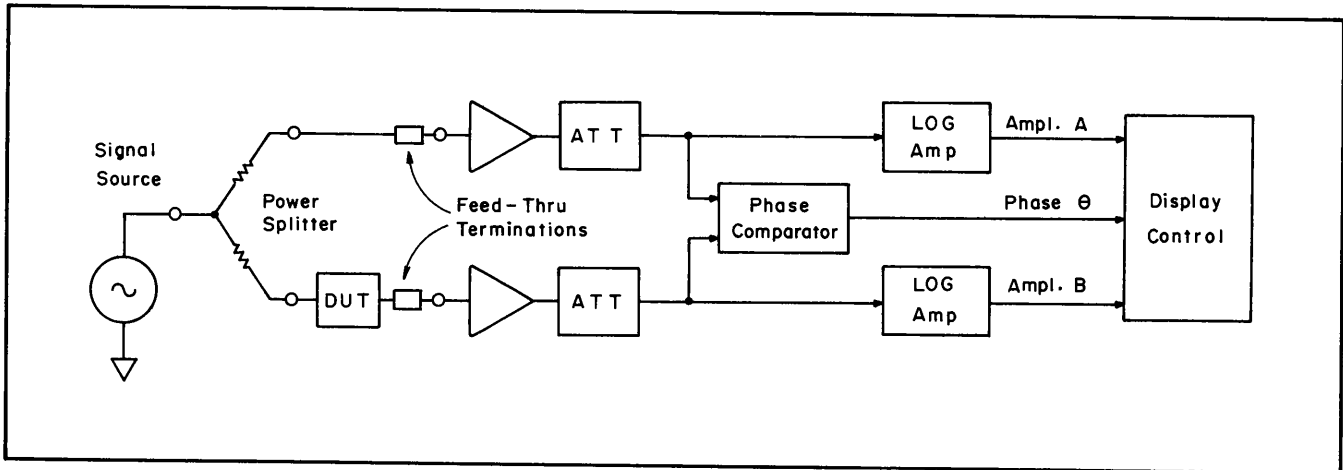 Signal
Source
Power
Splitter
DUT
Feed-Thru
Terminations
ATT
ATT
Phase
Comparator
LOG
Amp
LOG
Amp
Ampl. A
Phase θ
Ampl. B
Display
Control